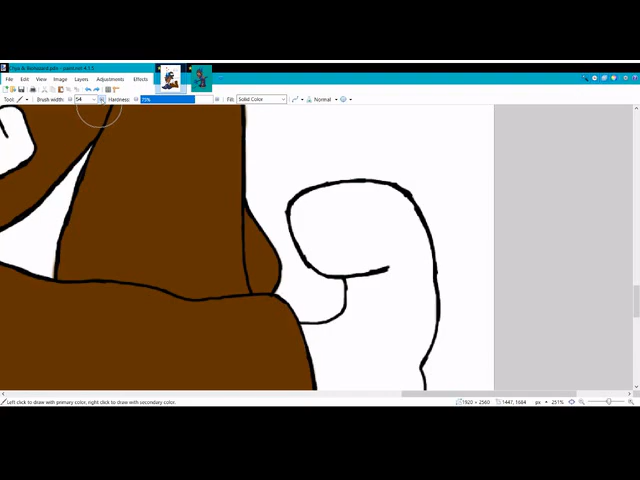 File Edit View Image Layers Adjustments Effects
Tool: Brush width: 54 Hardness: 75% Fill: Solid Color Normal
Left click to draw with primary color, right click to draw with secondary color. 1920 × 2560 1447, 1684 px 251%